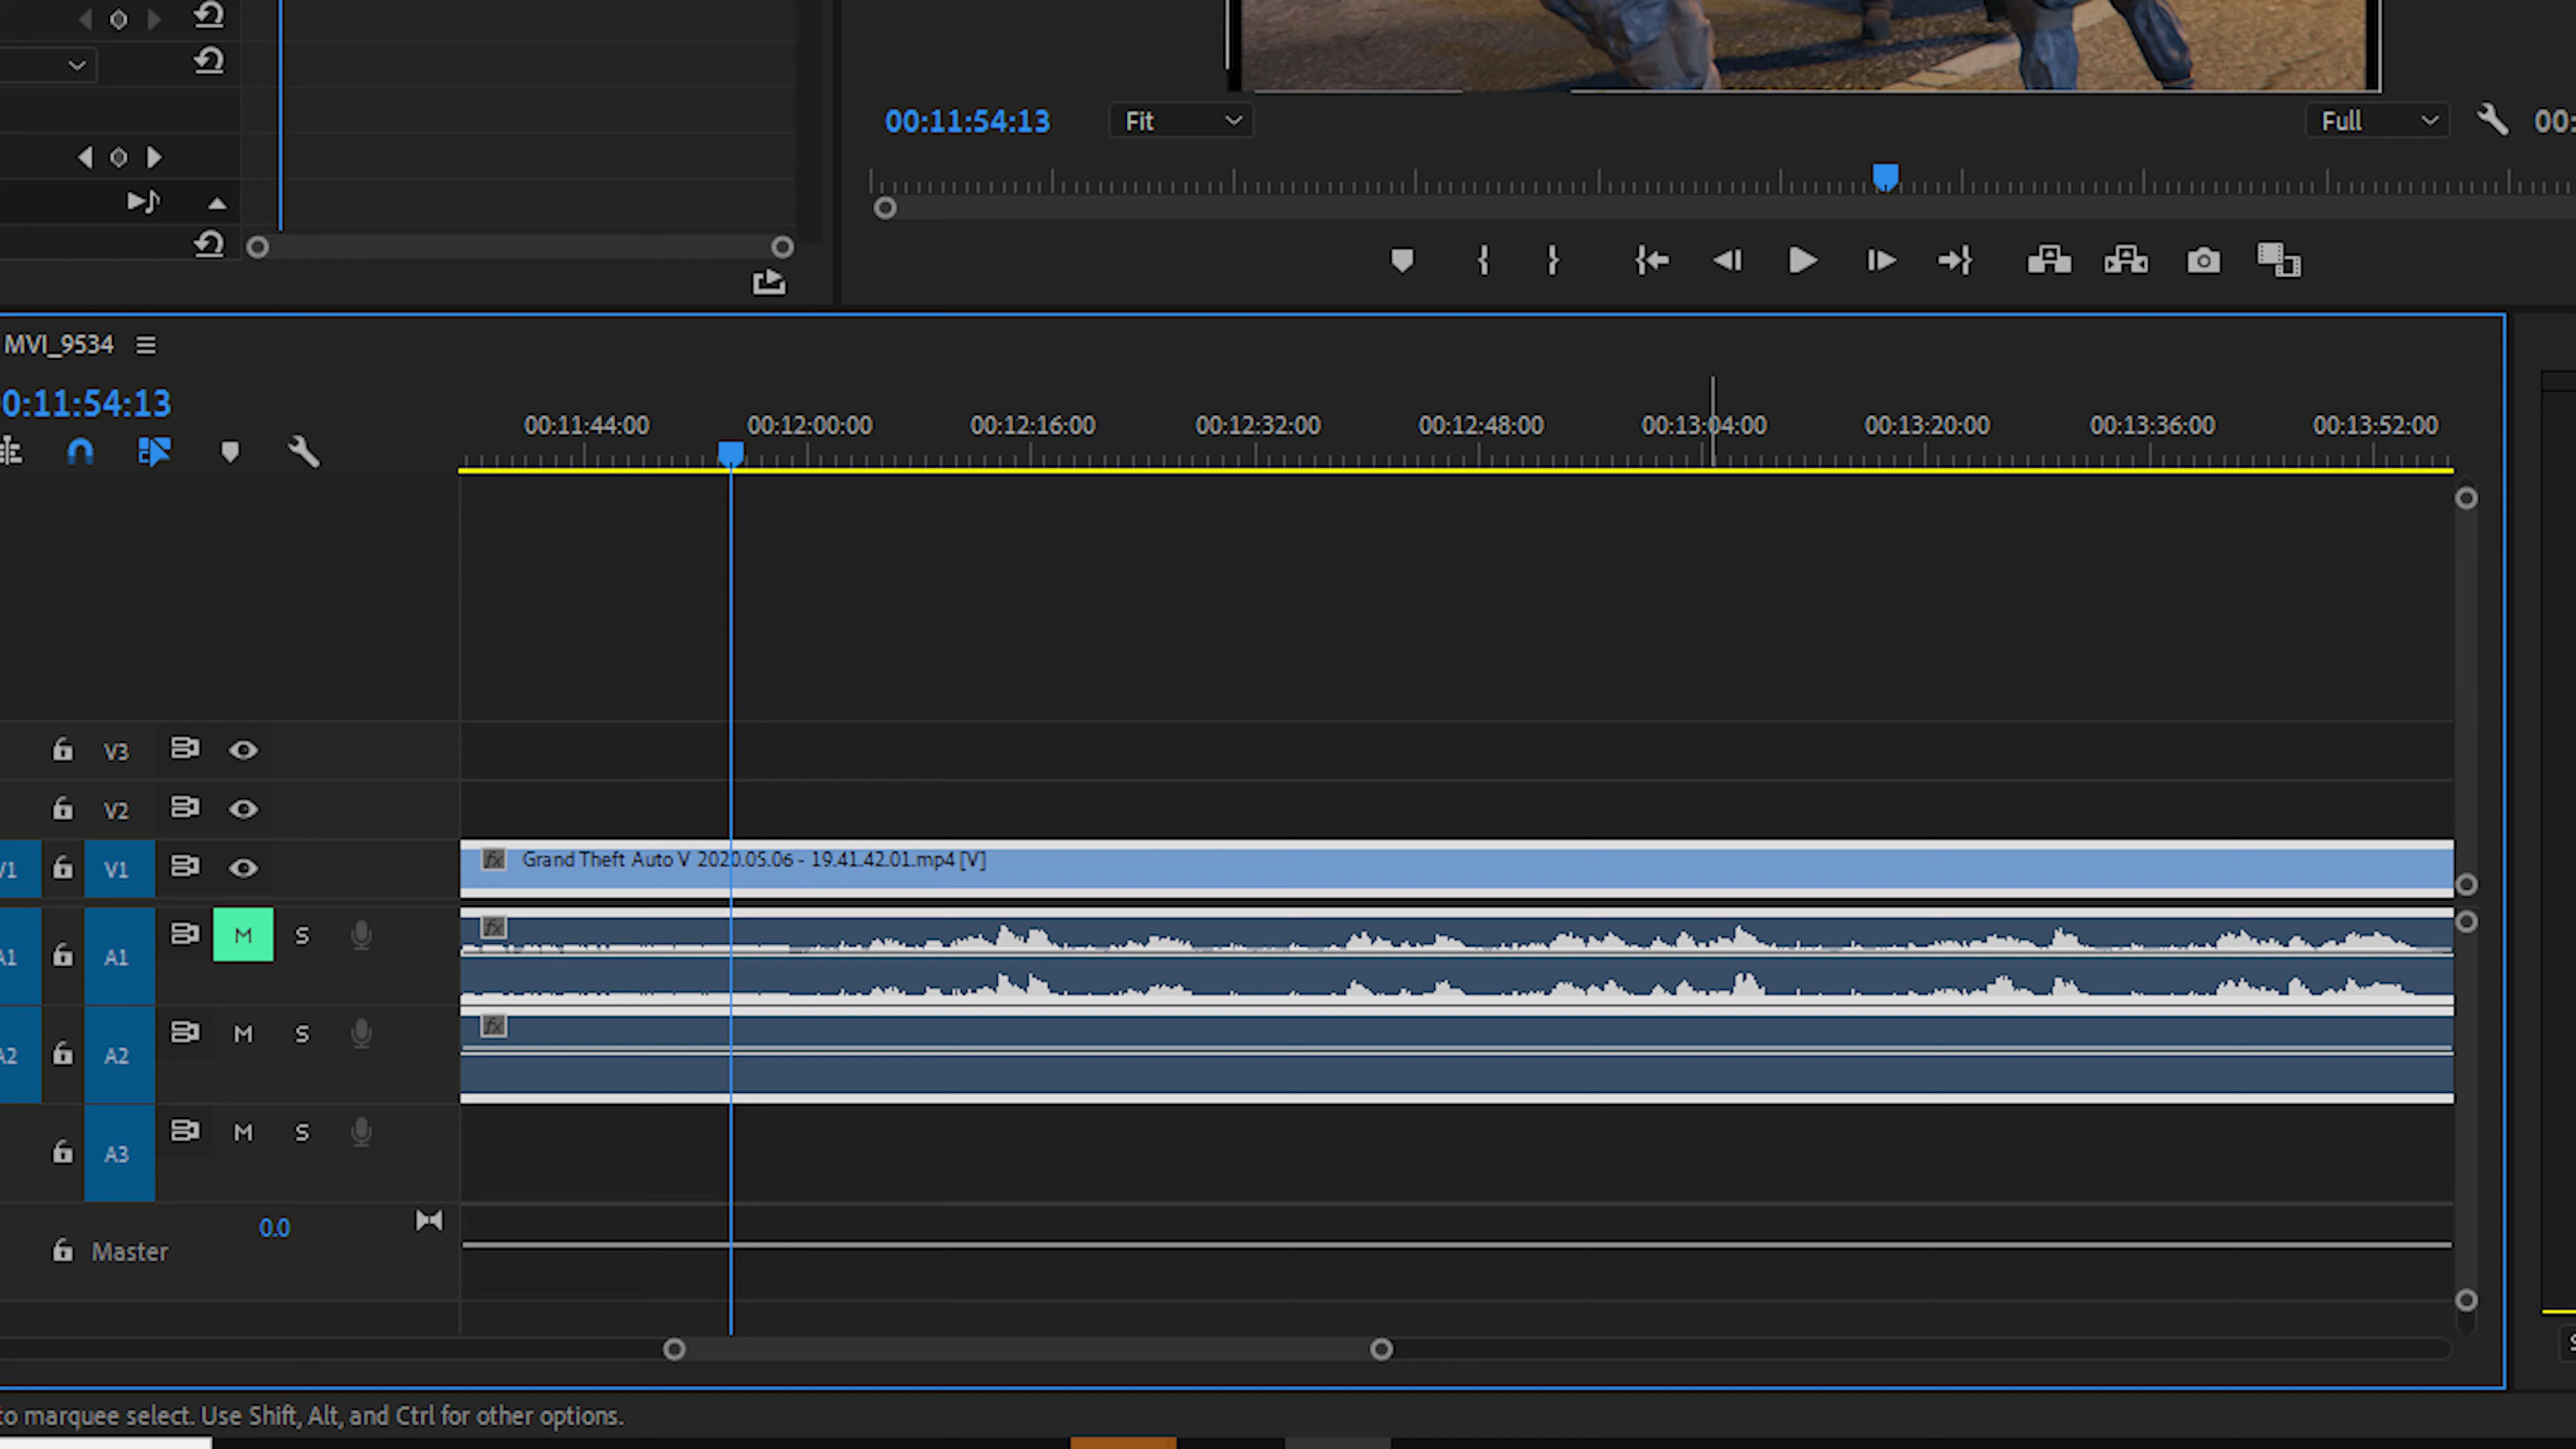 00:11:54:13
Fit
Full
00:
MVI_9534
0:11:54:13
00:11:44:00
00:12:00:00
00:12:16:00
00:12:32:00
00:12:48:00
00:13:04:00
00:13:20:00
00:13:36:00
00:13:52:00
V3
V2
V1
V1
fx Grand Theft Auto V 2020.05.06 - 19.41.42.01.mp4 [V]
A1
A1
M
S
fx
A2
A2
M
S
fx
A3
M
S
0.0
Master
S
to marquee select. Use Shift, Alt, and Ctrl for other options.